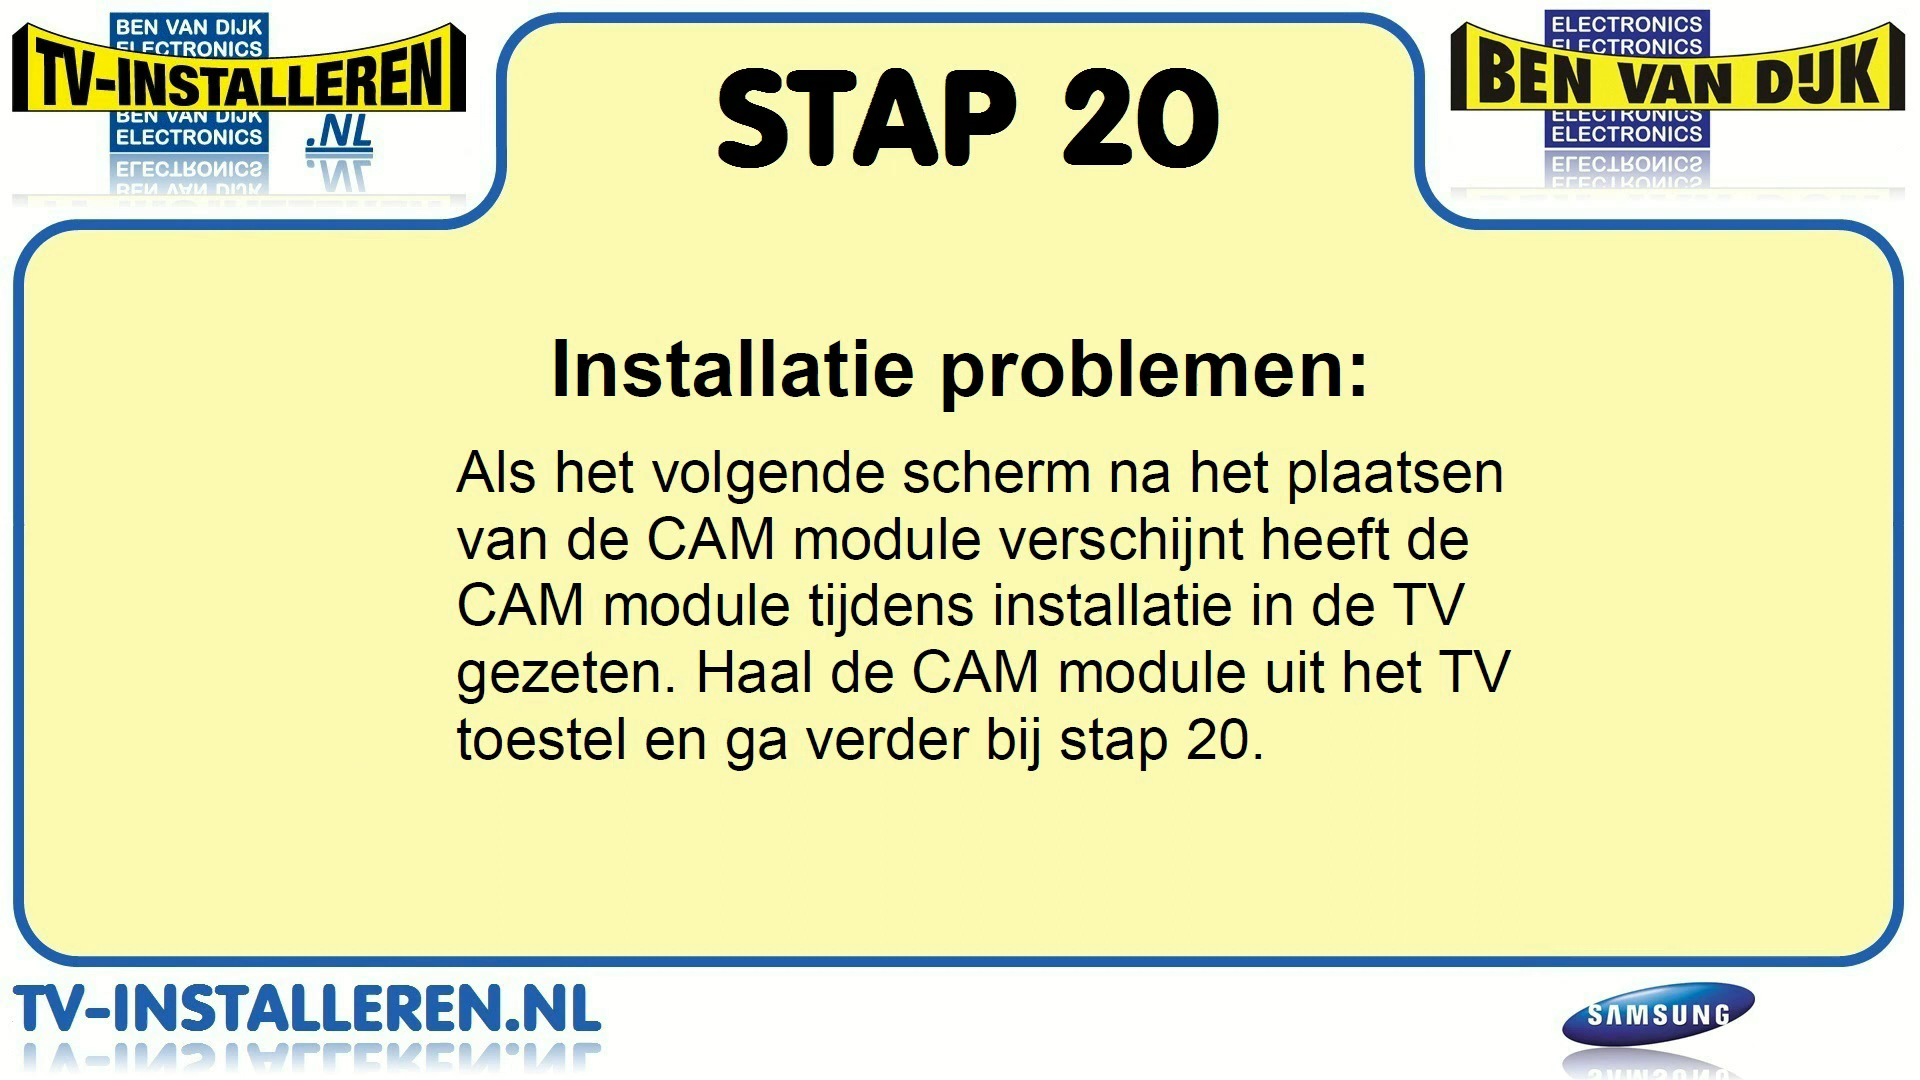 BEN VAN DIJK
ELECTRONICS
TV-INSTALLEREN
BEN VAN DIJK
ELECTRONICS
.NL
STAP 20
ELECTRONICS
ELECTRONICS
BEN VAN DIJK
ELECTRONICS
ELECTRONICS
Installatie problemen:
Als het volgende scherm na het plaatsen
van de CAM module verschijnt heeft de
CAM module tijdens installatie in de TV
gezeten. Haal de CAM module uit het TV
toestel en ga verder bij stap 20.
TV-INSTALLEREN.NL
SAMSUNG